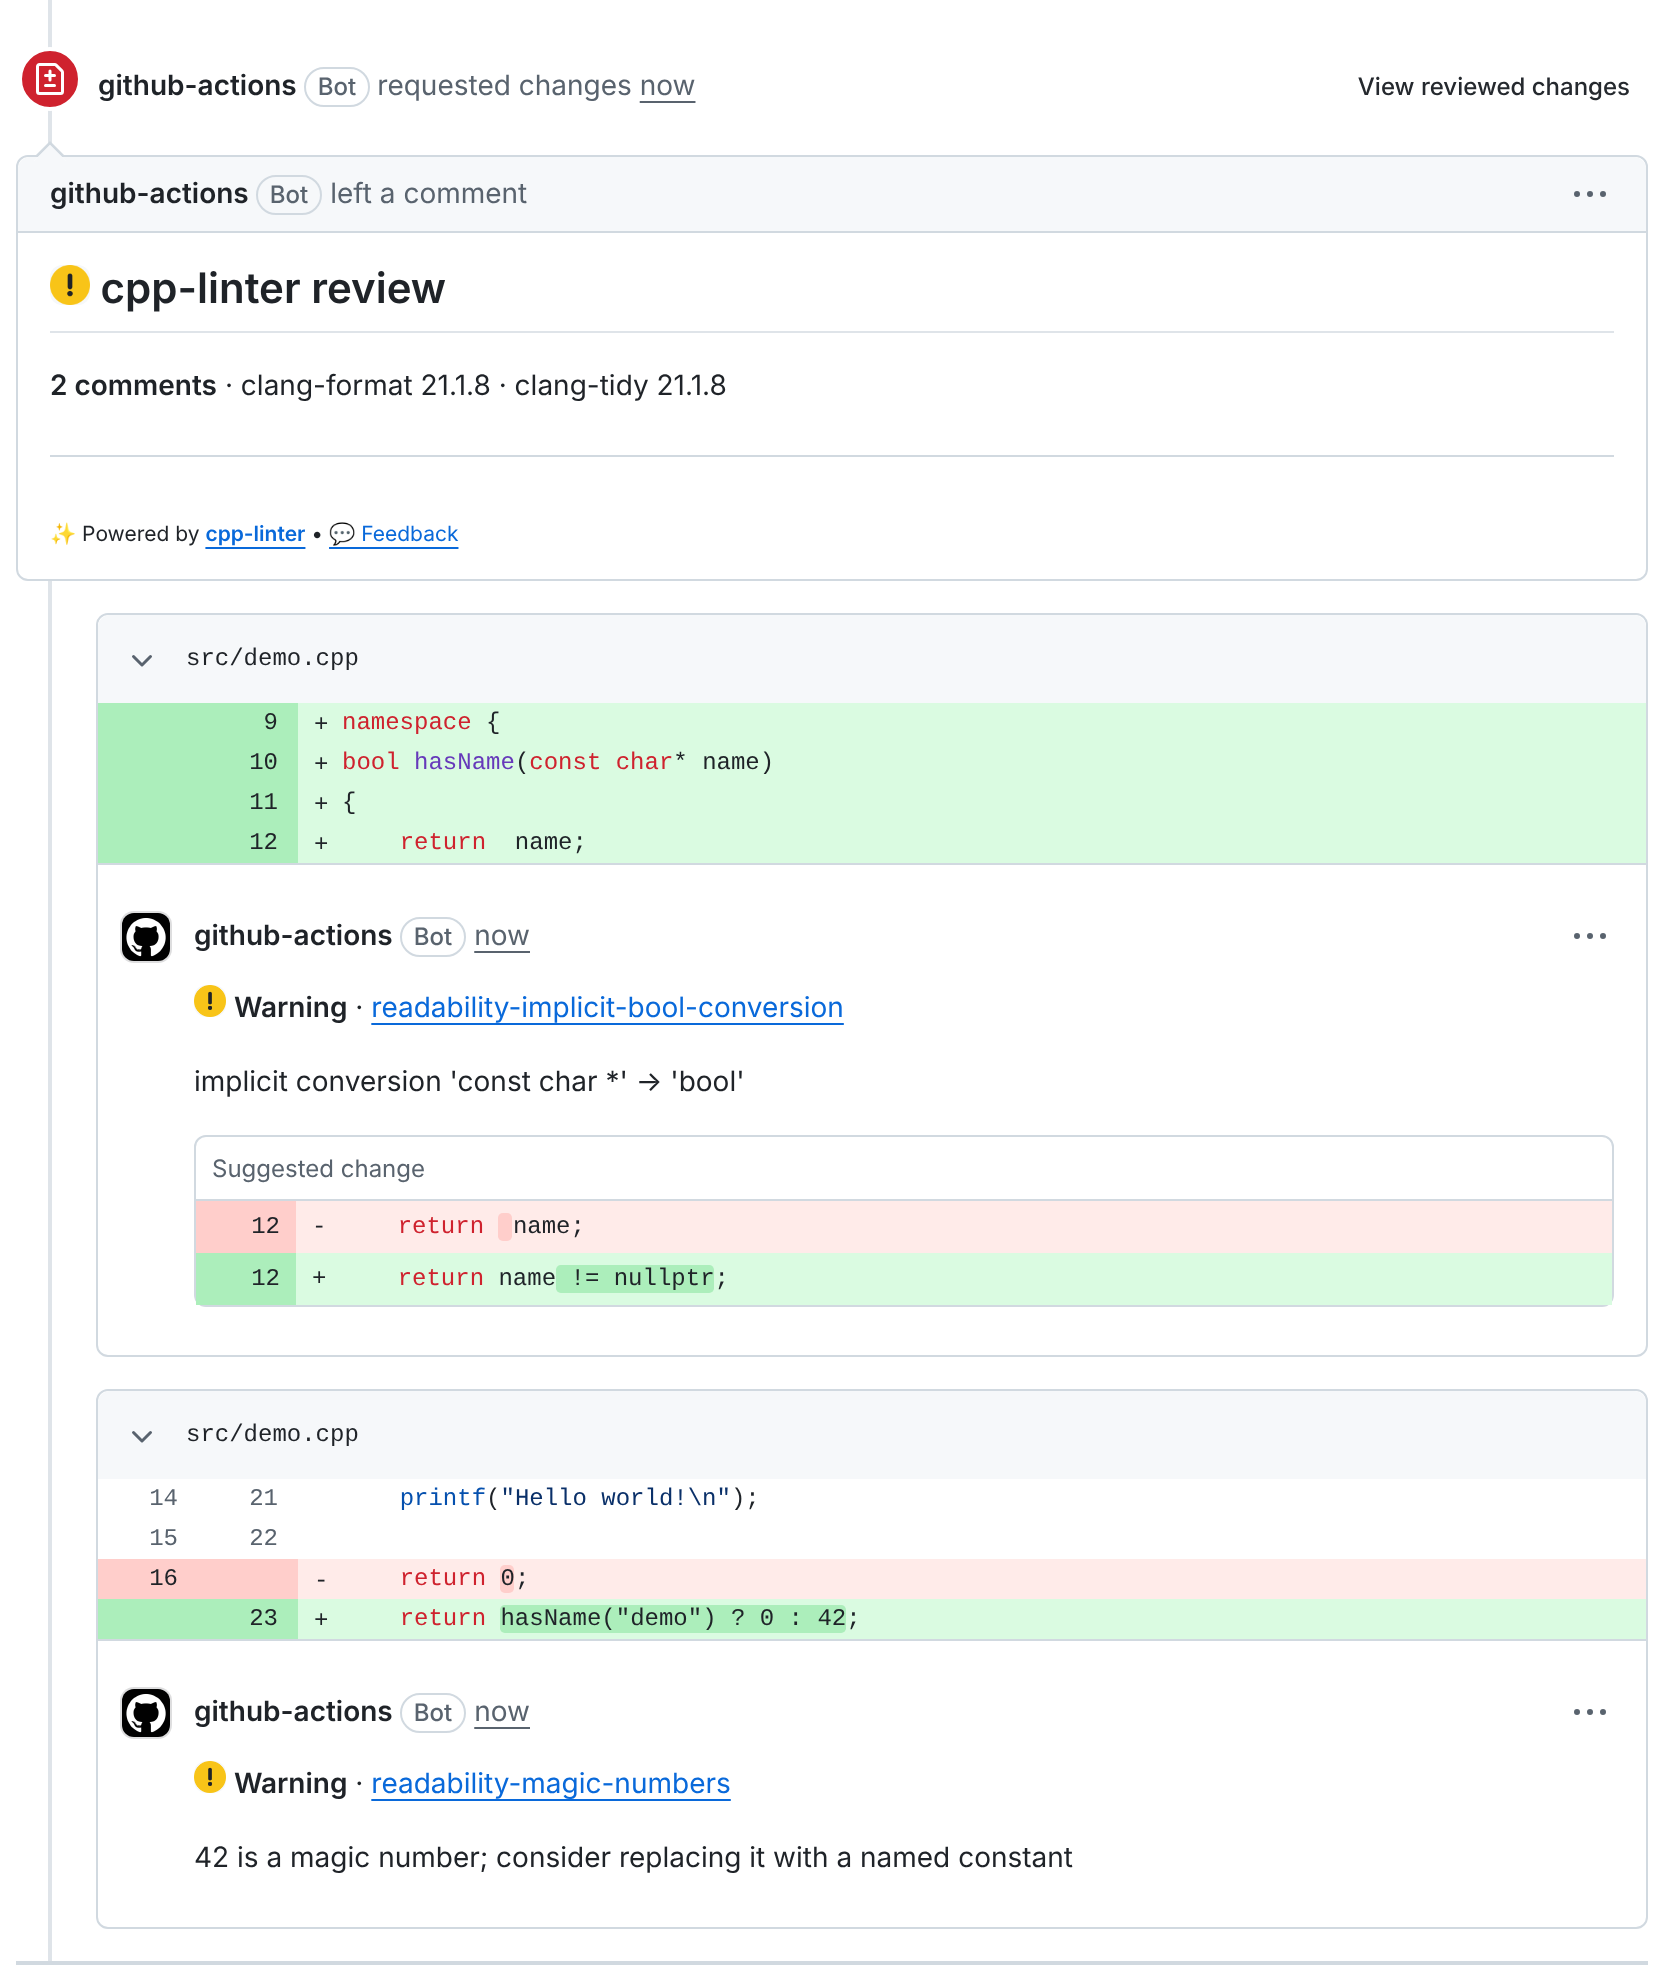 github-actions Bot requested changes now View reviewed changes
github-actions Bot left a comment
cpp-linter review
2 comments · clang-format 21.1.8 · clang-tidy 21.1.8
✨ Powered by cpp-linter • 💬 Feedback
src/demo.cpp
9 + namespace {
10 + bool hasName(const char* name)
11 + {
12 +     return  name;
github-actions Bot now
Warning · readability-implicit-bool-conversion
implicit conversion 'const char *' → 'bool'
Suggested change
12 -     return  name;
12 +     return name != nullptr;
src/demo.cpp
14 21     printf("Hello world!\n");
15 22
16 -     return 0;
23 +     return hasName("demo") ? 0 : 42;
github-actions Bot now
Warning · readability-magic-numbers
42 is a magic number; consider replacing it with a named constant